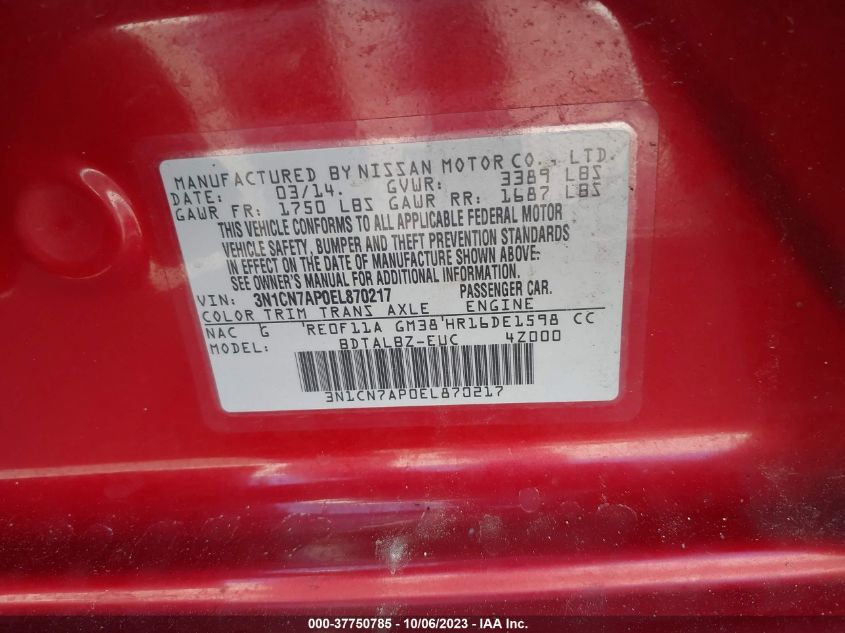 MANUFACTURED BY NISSAN MOTOR CO., LTD.
DATE: 03/14. GVWR: 3389 LBS
GAWR FR: 1750 LBS GAWR RR: 1687 LBS
THIS VEHICLE CONFORMS TO ALL APPLICABLE FEDERAL MOTOR
VEHICLE SAFETY, BUMPER AND THEFT PREVENTION STANDARDS
IN EFFECT ON THE DATE OF MANUFACTURE SHOWN ABOVE.
SEE OWNER'S MANUAL FOR ADDITIONAL INFORMATION.
VIN: 3N1CN7AP0EL870217 PASSENGER CAR.
COLOR TRIM TRANS AXLE ENGINE
NAC G RE0F11A GM38 HR16DE1598 CC
MODEL: BDTALBZ-EUC 4Z000
3N1CN7AP0EL870217
000-37750785 - 10/06/2023 - IAA Inc.